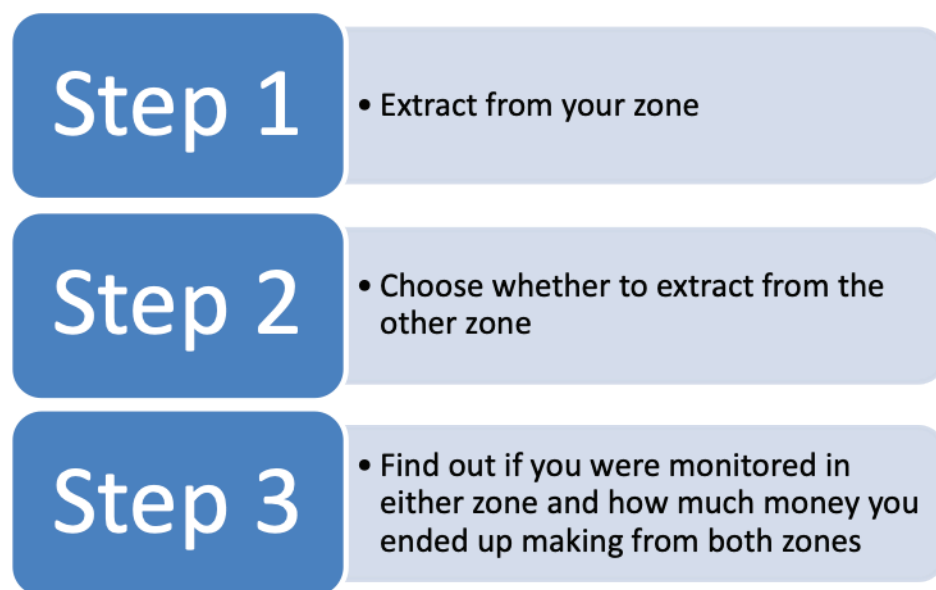 Step 1
• Extract from your zone
Step 2
• Choose whether to extract from the
other zone
Step 3
• Find out if you were monitored in
either zone and how much money you
ended up making from both zones